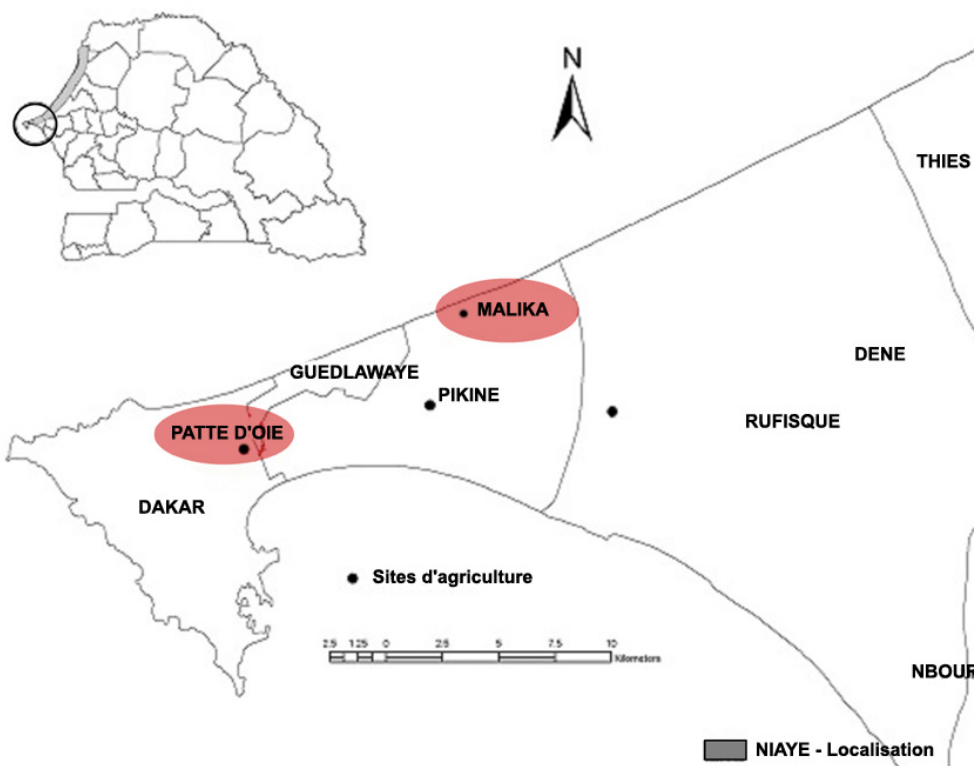 N
THIES
MALIKA
DENE
GUEDLAWAYE
PIKINE
RUFISQUE
PATTE D'OIE
DAKAR
Sites d'agriculture
2.5 1.25 0 2.5 5 7.5 10
Kilometers
NBOUR
NIAYE - Localisation